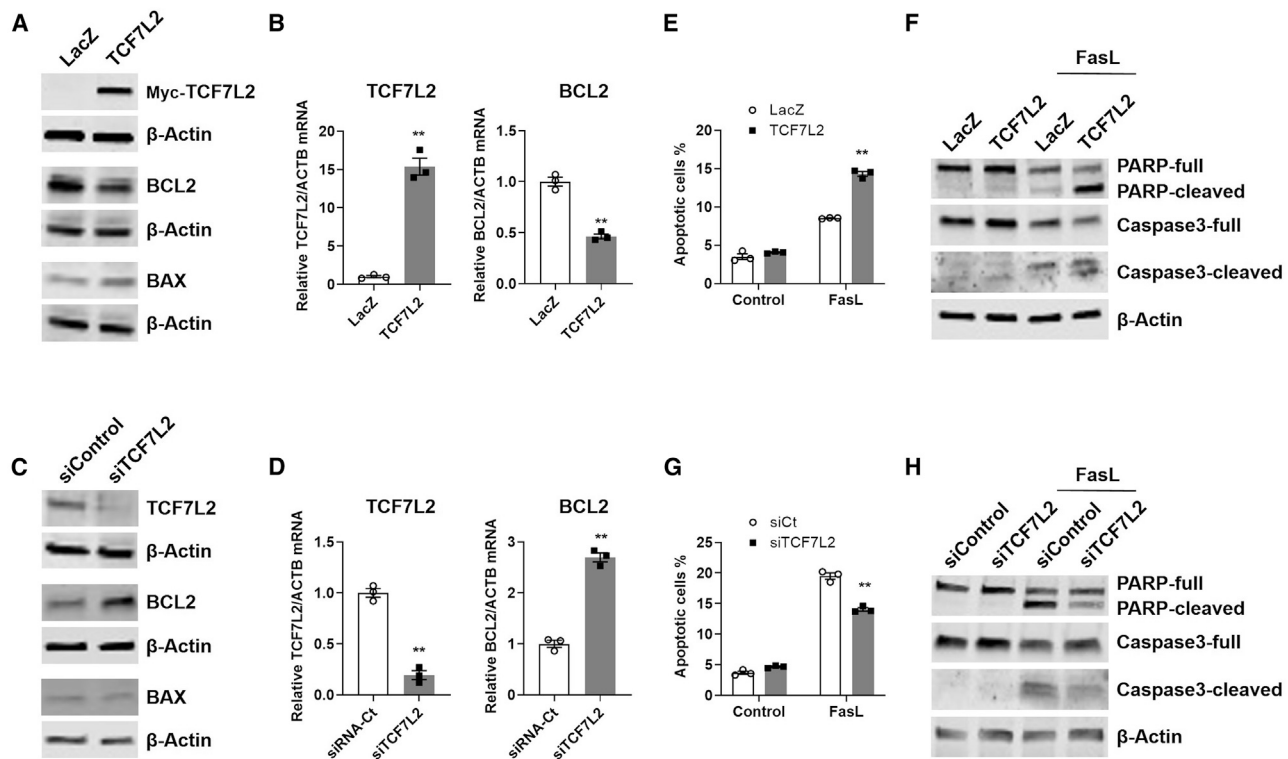 A
LacZ
TCF7L2
Myc-TCF7L2
β-Actin
BCL2
β-Actin
BAX
β-Actin
B
TCF7L2
Relative TCF7L2/ACTB mRNA
20
15
10
5
0
**
LacZ
TCF7L2
BCL2
Relative BCL2/ACTB mRNA
1.5
1.0
0.5
0.0
**
LacZ
TCF7L2
E
LacZ
TCF7L2
Apoptotic cells %
20
15
10
5
0
**
Control
FasL
F
FasL
LacZ
TCF7L2
LacZ
TCF7L2
PARP-full
PARP-cleaved
Caspase3-full
Caspase3-cleaved
β-Actin
C
siControl
siTCF7L2
TCF7L2
β-Actin
BCL2
β-Actin
BAX
β-Actin
D
TCF7L2
Relative TCF7L2/ACTB mRNA
1.5
1.0
0.5
0.0
**
siRNA-Ct
siTCF7L2
BCL2
Relative BCL2/ACTB mRNA
3
2
1
0
**
siRNA-Ct
siTCF7L2
G
siCt
siTCF7L2
Apoptotic cells %
25
20
15
10
5
0
**
Control
FasL
H
FasL
siControl
siTCF7L2
siControl
siTCF7L2
PARP-full
PARP-cleaved
Caspase3-full
Caspase3-cleaved
β-Actin